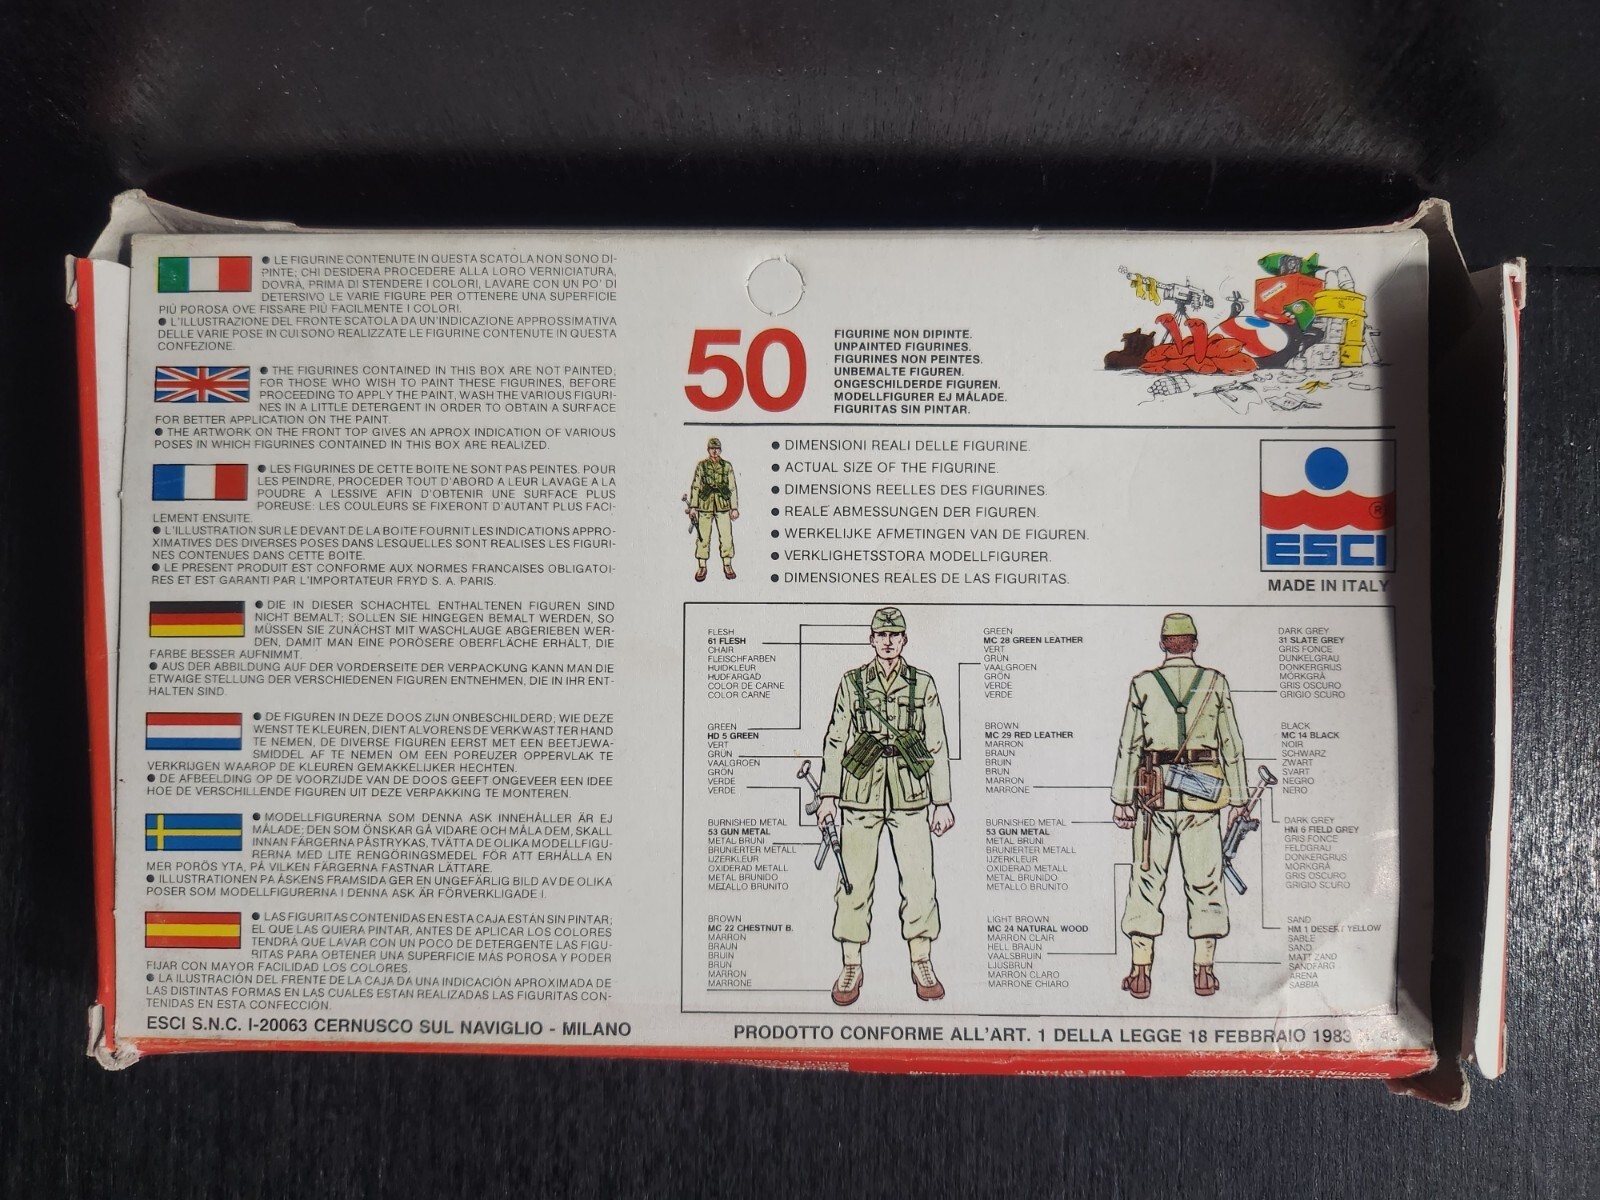 ● LE FIGURINE CONTENUTE IN QUESTA SCATOLA NON SONO DI-
PINTE; CHI DESIDERA PROCEDERE ALLA LORO VERNICIATURA,
DOVRÀ, PRIMA DI STENDERE I COLORI, LAVARE CON UN PO' DI
DETERSIVO LE VARIE FIGURE PER OTTENERE UNA SUPERFICIE
PIÙ POROSA OVE FISSARE PIÙ FACILMENTE I COLORI.
● L'ILLUSTRAZIONE DEL FRONTE SCATOLA DA UN'INDICAZIONE APPROSSIMATIVA
DELLE VARIE POSE IN CUI SONO REALIZZATE LE FIGURINE CONTENUTE IN QUESTA
CONFEZIONE.
● THE FIGURINES CONTAINED IN THIS BOX ARE NOT PAINTED;
FOR THOSE WHO WISH TO PAINT THESE FIGURINES, BEFORE
PROCEEDING TO APPLY THE PAINT, WASH THE VARIOUS FIGURI-
NES IN A LITTLE DETERGENT IN ORDER TO OBTAIN A SURFACE
FOR BETTER APPLICATION ON THE PAINT.
● THE ARTWORK ON THE FRONT TOP GIVES AN APROX INDICATION OF VARIOUS
POSES IN WHICH FIGURINES CONTAINED IN THIS BOX ARE REALIZED.
● LES FIGURINES DE CETTE BOITE NE SONT PAS PEINTES. POUR
LES PEINDRE, PROCEDER TOUT D'ABORD A LEUR LAVAGE A LA
POUDRE A LESSIVE AFIN D'OBTENIR UNE SURFACE PLUS
POREUSE: LES COULEURS SE FIXERONT D'AUTANT PLUS FACI-
LEMENT ENSUITE.
● L'ILLUSTRATION SUR LE DEVANT DE LA BOITE FOURNIT LES INDICATIONS APPRO-
XIMATIVES DES DIVERSES POSES DANS LESQUELLES SONT REALISES LES FIGURI-
NES CONTENUES DANS CETTE BOITE.
● LE PRESENT PRODUIT EST CONFORME AUX NORMES FRANCAISES OBLIGATOI-
RES ET EST GARANTI PAR L'IMPORTATEUR FRYD S. A. PARIS.
● DIE IN DIESER SCHACHTEL ENTHALTENEN FIGUREN SIND
NICHT BEMALT; SOLLEN SIE HINGEGEN BEMALT WERDEN, SO
MÜSSEN SIE ZUNÄCHST MIT WASCHLAUGE ABGERIEBEN WER-
DEN, DAMIT MAN EINE PORÖSERE OBERFLÄCHE ERHÄLT, DIE
FARBE BESSER AUFNIMMT.
● AUS DER ABBILDUNG AUF DER VORDERSEITE DER VERPACKUNG KANN MAN DIE
ETWAIGE STELLUNG DER VERSCHIEDENEN FIGUREN ENTNEHMEN, DIE IN IHR ENT-
HALTEN SIND.
● DE FIGUREN IN DEZE DOOS ZIJN ONBESCHILDERD; WIE DEZE
WENST TE KLEUREN, DIENT ALVORENS DE VERKWAST TER HAND
TE NEMEN, DE DIVERSE FIGUREN EERST MET EEN BEETJE WA-
SMIDDEL AF TE NEMEN OM EEN POREUZER OPPERVLAK TE
VERKRIJGEN WAAROP DE KLEUREN GEMAKKELIJKER HECHTEN.
● DE AFBEELDING OP DE VOORZIJDE VAN DE DOOS GEEFT ONGEVEER EEN IDEE
HOE DE VERSCHILLENDE FIGUREN UIT DEZE VERPAKKING TE MONTEREN.
● MODELLFIGURERNA SOM DENNA ASK INNEHÅLLER ÄR EJ
MÅLADE; DEN SOM ÖNSKAR GÅ VIDARE OCH MÅLA DEM, SKALL
INNAN FÄRGERNA PÅSTRYKAS, TVÄTTA DE OLIKA MODELLFIGU-
RERNA MED LITE RENGÖRINGSMEDEL FÖR ATT ERHÅLLA EN
MER PORÖS YTA, PÅ VILKEN FÄRGERNA FASTNAR LÄTTARE.
● ILLUSTRATIONEN PÅ ÅSKENS FRAMSIDA GER EN UNGEFÄRLIG BILD AV DE OLIKA
POSER SOM MODELLFIGURERNA I DENNA ASK ÄR FÖRVERKLIGADE I.
● LAS FIGURITAS CONTENIDAS EN ESTA CAJA ESTÁN SIN PINTAR;
EL QUE LAS QUIERA PINTAR, ANTES DE APLICAR LOS COLORES
TENDRÁ QUE LAVAR CON UN POCO DE DETERGENTE LAS FIGU-
RITAS PARA OBTENER UNA SUPERFICIE MÁS POROSA Y PODER
FIJAR CON MAYOR FACILIDAD LOS COLORES.
● LA ILUSTRACIÓN DEL FRENTE DE LA CAJA DA UNA INDICACIÓN APROXIMADA DE
LAS DISTINTAS FORMAS EN LAS CUALES ESTAN REALIZADAS LAS FIGURITAS CON-
TENIDAS EN ESTA CONFECCIÓN.
ESCI S.N.C. I-20063 CERNUSCO SUL NAVIGLIO - MILANO
50
FIGURINE NON DIPINTE.
UNPAINTED FIGURINES.
FIGURINES NON PEINTES.
UNBEMALTE FIGUREN.
ONGESCHILDERDE FIGUREN.
MODELLFIGURER EJ MÅLADE.
FIGURITAS SIN PINTAR.
● DIMENSIONI REALI DELLE FIGURINE.
● ACTUAL SIZE OF THE FIGURINE.
● DIMENSIONS REELLES DES FIGURINES.
● REALE ABMESSUNGEN DER FIGUREN.
● WERKELIJKE AFMETINGEN VAN DE FIGUREN.
● VERKLIGHETSSTORA MODELLFIGURER.
● DIMENSIONES REALES DE LAS FIGURITAS.
®
ESCI
MADE IN ITALY
FLESH
61 FLESH
CHAIR
FLEISCHFARBEN
HUIDKLEUR
HUDFARGAD
COLOR DE CARNE
COLOR CARNE
GREEN
HD 5 GREEN
VERT
GRÜN
VAALGROEN
GRÖN
VERDE
VERDE
BURNISHED METAL
53 GUN METAL
METAL BRUNI
BRUNIERTER METALL
IJZERKLEUR
OXIDERAD METALL
METAL BRUNIDO
METALLO BRUNITO
BROWN
MC 22 CHESTNUT B.
MARRON
BRAUN
BRUIN
BRUN
MARRON
MARRONE
GREEN
MC 28 GREEN LEATHER
VERT
GRÜN
VAALGROEN
GRÖN
VERDE
VERDE
BROWN
MC 29 RED LEATHER
MARRON
BRAUN
BRUIN
BRUN
MARRON
MARRONE
BURNISHED METAL
53 GUN METAL
METAL BRUNI
BRUNIERTER METALL
IJZERKLEUR
OXIDERAD METALL
METAL BRUNIDO
METALLO BRUNITO
LIGHT BROWN
MC 24 NATURAL WOOD
MARRON CLAIR
HELL BRAUN
VAALSBRUIN
LJUSBRUN
MARRÓN CLARO
MARRONE CHIARO
DARK GREY
31 SLATE GREY
GRIS FONCE
DUNKELGRAU
DONKERGRIJS
MÖRKGRÅ
GRIS OSCURO
GRIGIO SCURO
BLACK
MC 14 BLACK
NOIR
SCHWARZ
ZWART
SVART
NEGRO
NERO
DARK GREY
HM 6 FIELD GREY
GRIS FONCE
FELDGRAU
DONKERGRIJS
MÖRKGRÅ
GRIS OSCURO
GRIGIO SCURO
SAND
HM 1 DESERT YELLOW
SABLE
SAND
MATT ZAND
SANDFÄRG
ARENA
SABBIA
PRODOTTO CONFORME ALL'ART. 1 DELLA LEGGE 18 FEBBRAIO 1983
GLUE OR PAINT.
CONTIENE COLLA O VERNICI